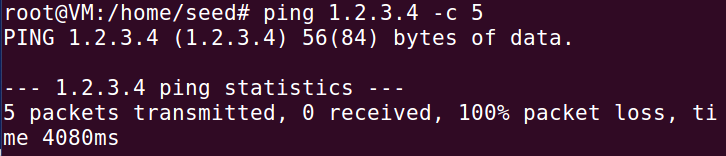 root@VM:/home/seed# ping 1.2.3.4 -c 5
PING 1.2.3.4 (1.2.3.4) 56(84) bytes of data.
--- 1.2.3.4 ping statistics ---
5 packets transmitted, 0 received, 100% packet loss, ti
me 4080ms